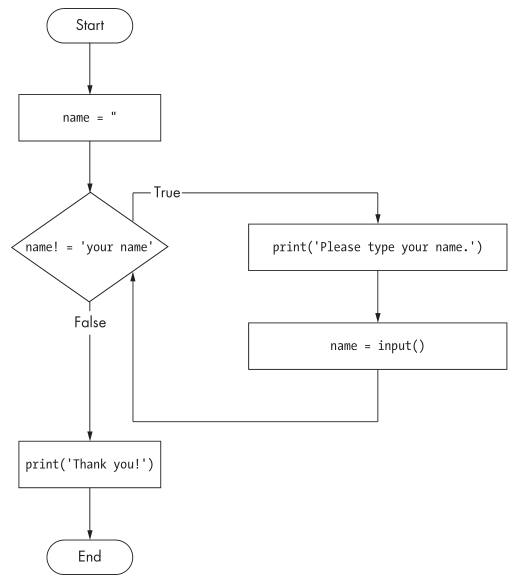 Start
name = "
True
name! = 'your name'
print('Please type your name.')
False
name = input()
print('Thank you!')
End